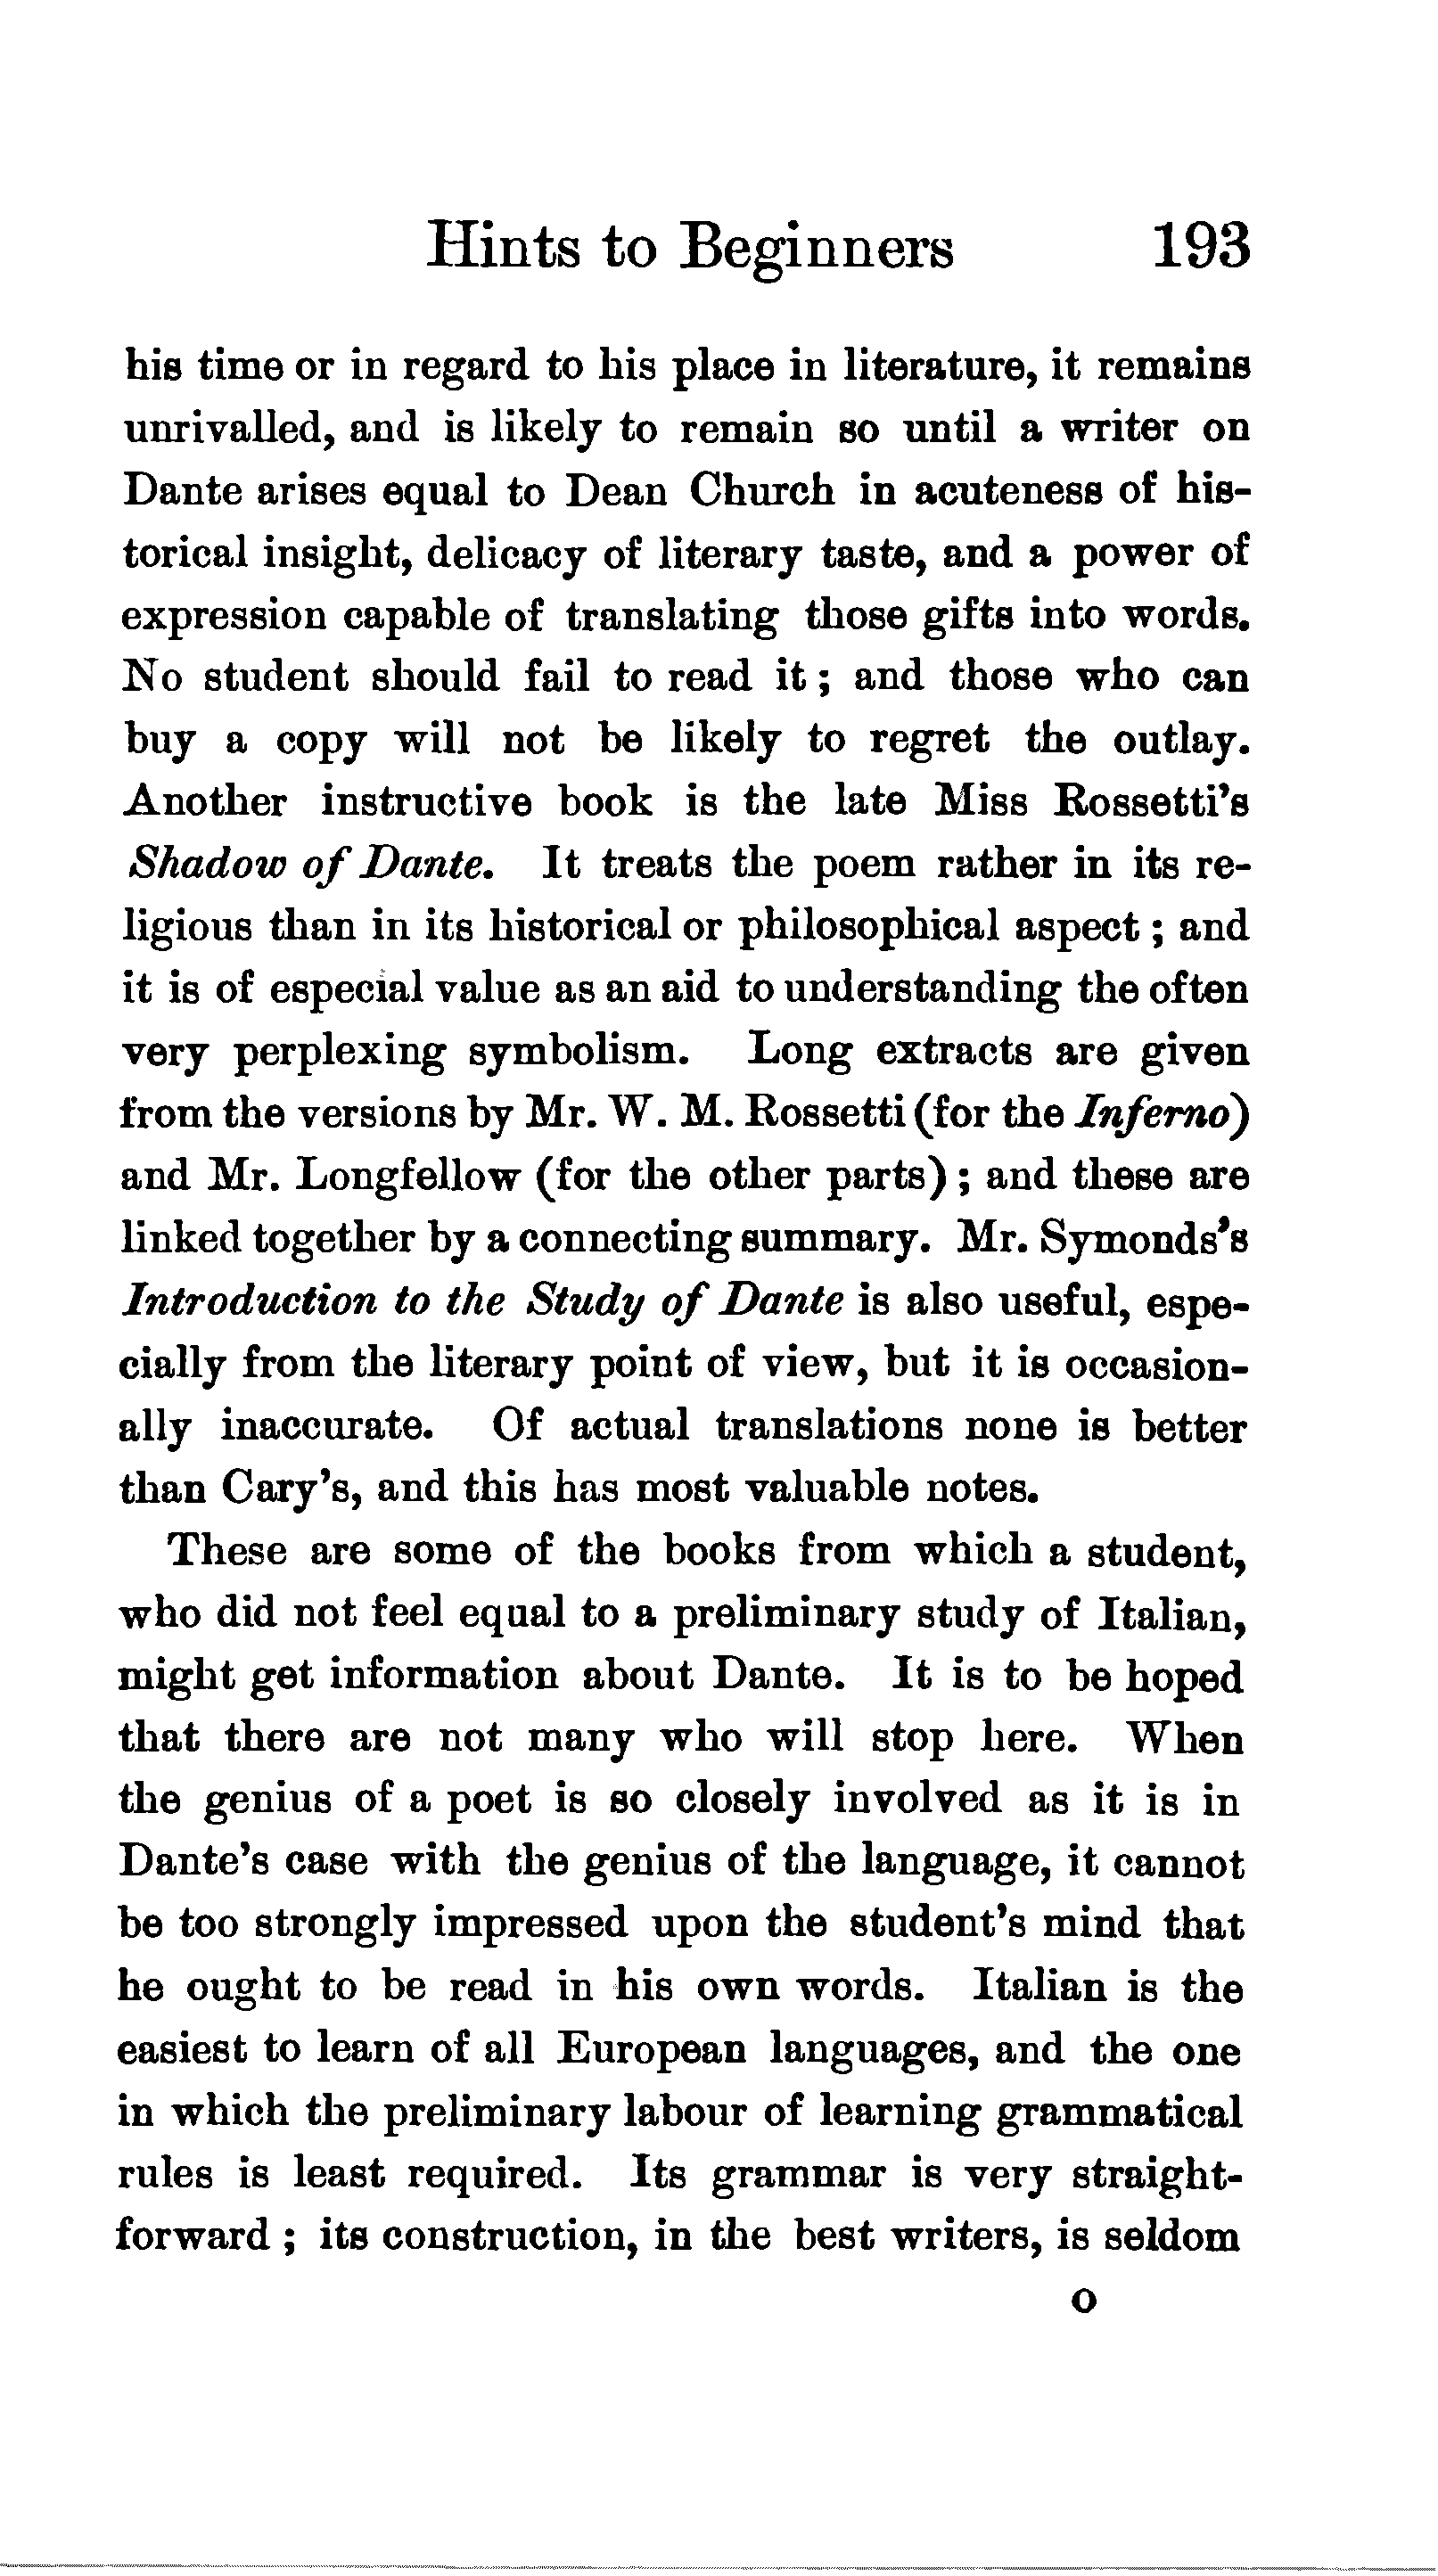 Hints to Beginners 193
his time or in regard to his place in literature, it remains
unrivalled, and is likely to remain so until a writer on
Dante arises equal to Dean Church in acuteness of his-
torical insight, delicacy of literary taste, and a power of
expression capable of translating those gifts into words.
No student should fail to read it; and those who can
buy a copy will not be likely to regret the outlay.
Another instructive book is the late Miss Rossetti's
Shadow of Dante. It treats the poem rather in its re-
ligious than in its historical or philosophical aspect; and
it is of especial value as an aid to understanding the often
very perplexing symbolism. Long extracts are given
from the versions by Mr. W. M. Rossetti (for the Inferno)
and Mr. Longfellow (for the other parts); and these are
linked together by a connecting summary. Mr. Symonds's
Introduction to the Study of Dante is also useful, espe-
cially from the literary point of view, but it is occasion-
ally inaccurate. Of actual translations none is better
than Cary's, and this has most valuable notes.
These are some of the books from which a student,
who did not feel equal to a preliminary study of Italian,
might get information about Dante. It is to be hoped
that there are not many who will stop here. When
the genius of a poet is so closely involved as it is in
Dante's case with the genius of the language, it cannot
be too strongly impressed upon the student's mind that
he ought to be read in his own words. Italian is the
easiest to learn of all European languages, and the one
in which the preliminary labour of learning grammatical
rules is least required. Its grammar is very straight-
forward; its construction, in the best writers, is seldom
O